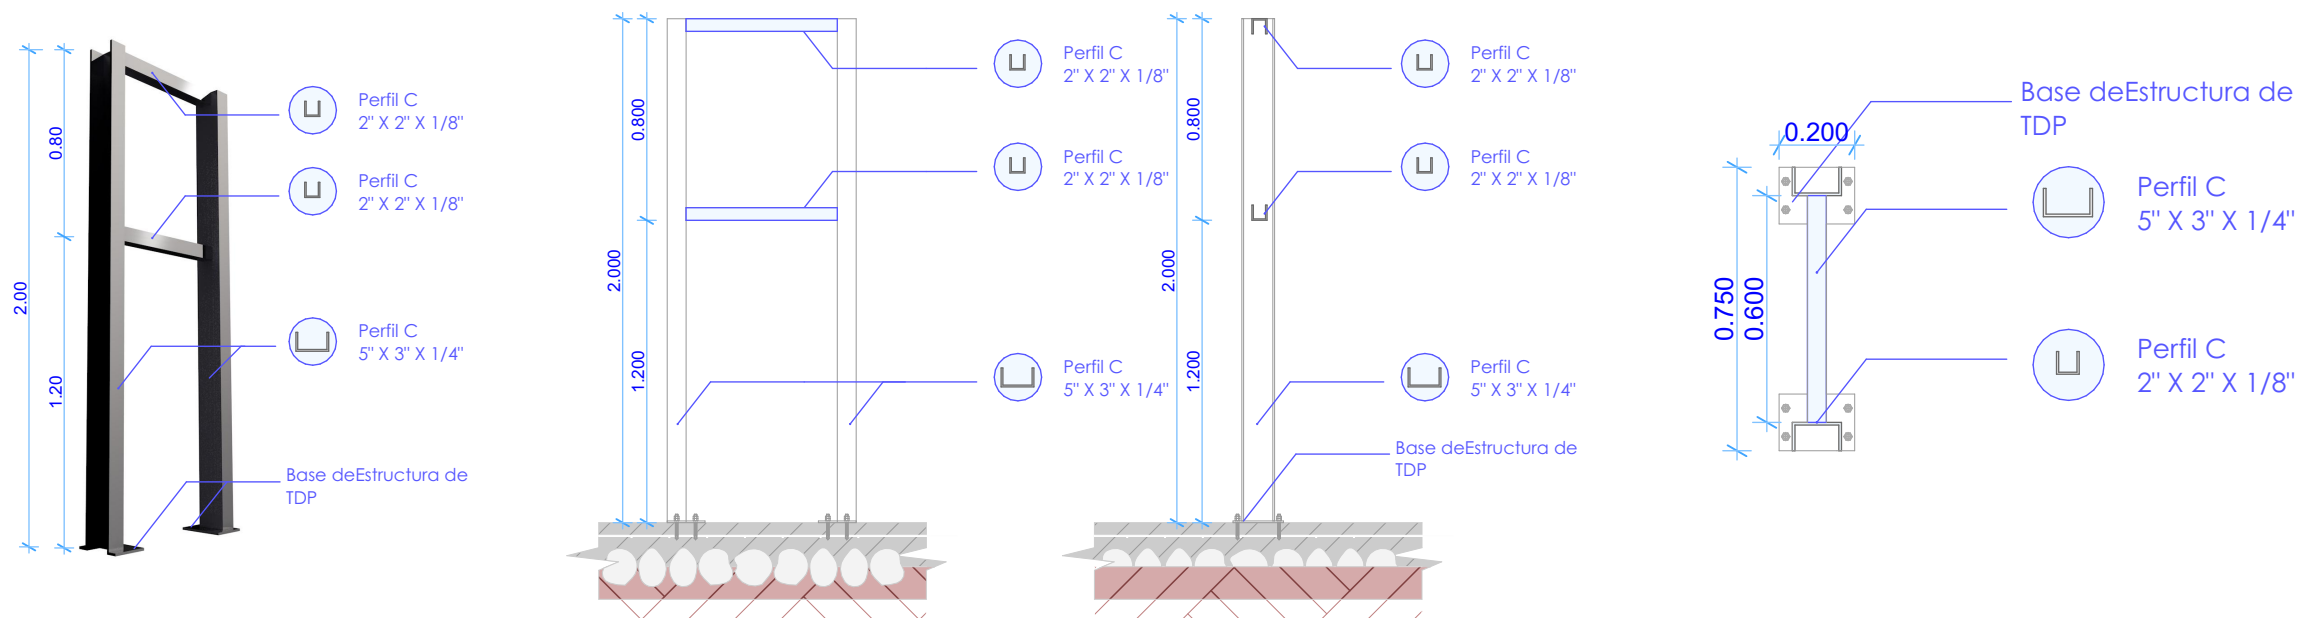 0.80
2.00
1.20
Perfil C
2" X 2" X 1/8"
Perfil C
2" X 2" X 1/8"
Perfil C
5" X 3" X 1/4"
Base deEstructura de
TDP
0.800
2.000
1.200
Perfil C
2" X 2" X 1/8"
Perfil C
2" X 2" X 1/8"
Perfil C
5" X 3" X 1/4"
0.800
2.000
1.200
Perfil C
2" X 2" X 1/8"
Perfil C
2" X 2" X 1/8"
Perfil C
5" X 3" X 1/4"
Base deEstructura de
TDP
Base deEstructura de
TDP
0.200
0.750
0.600
Perfil C
5" X 3" X 1/4"
Perfil C
2" X 2" X 1/8"